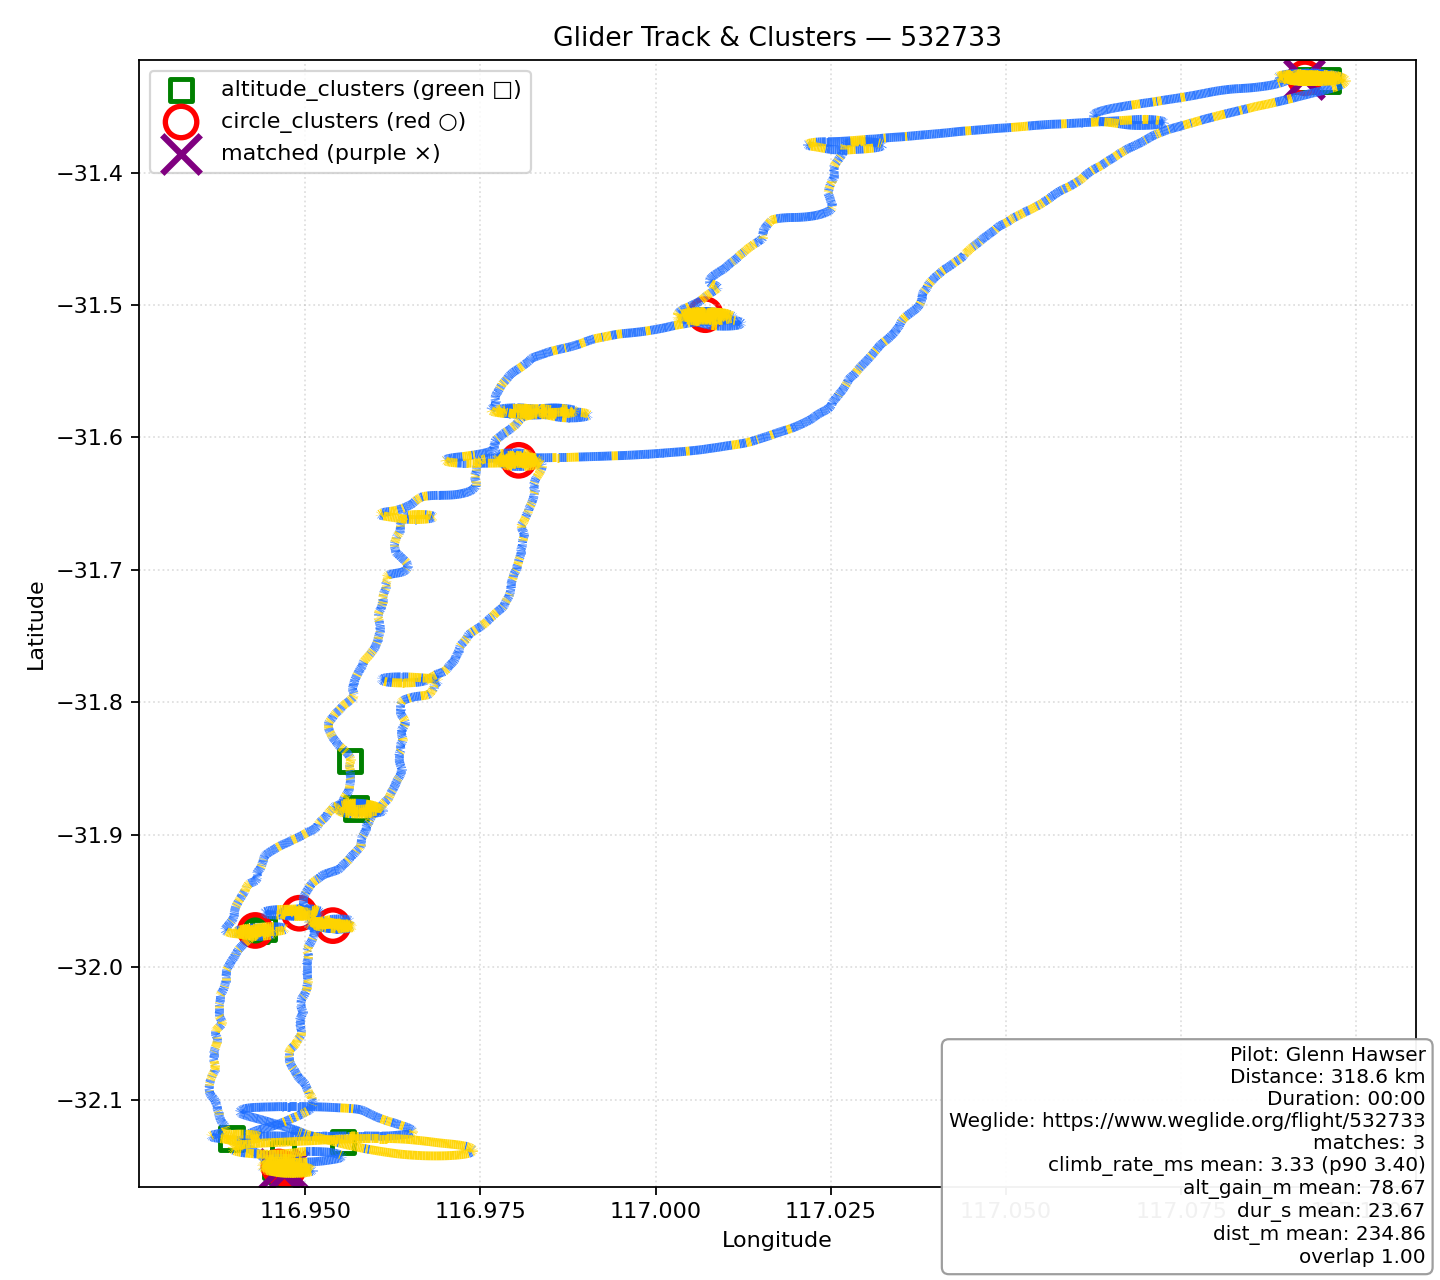 Glider Track & Clusters — 532733
altitude_clusters (green □)
circle_clusters (red ○)
matched (purple ×)
−31.4
−31.5
−31.6
−31.7
−31.8
−31.9
−32.0
−32.1
Latitude
116.950
116.975
117.000
117.025
117.050
117.075
Longitude
Pilot: Glenn Hawser
Distance: 318.6 km
Duration: 00:00
Weglide: https://www.weglide.org/flight/532733
matches: 3
climb_rate_ms mean: 3.33 (p90 3.40)
alt_gain_m mean: 78.67
dur_s mean: 23.67
dist_m mean: 234.86
overlap 1.00